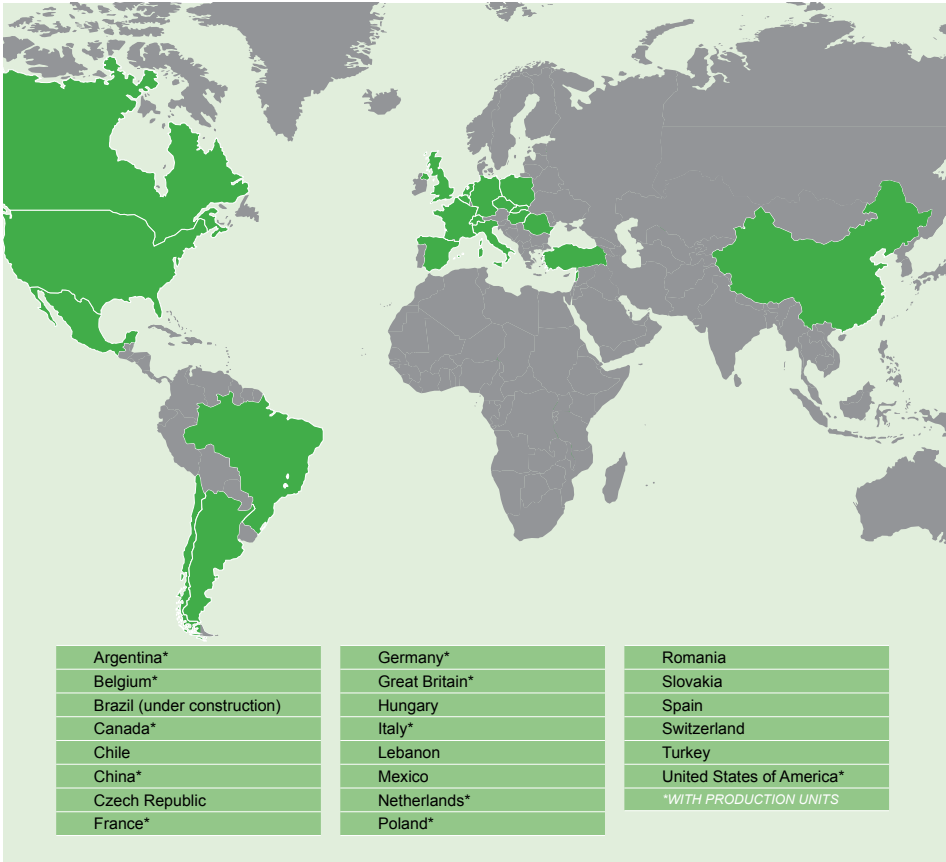 Argentina*
Belgium*
Brazil (under construction)
Canada*
Chile
China*
Czech Republic
France*
Germany*
Great Britain*
Hungary
Italy*
Lebanon
Mexico
Netherlands*
Poland*
Romania
Slovakia
Spain
Switzerland
Turkey
United States of America*
*WITH PRODUCTION UNITS